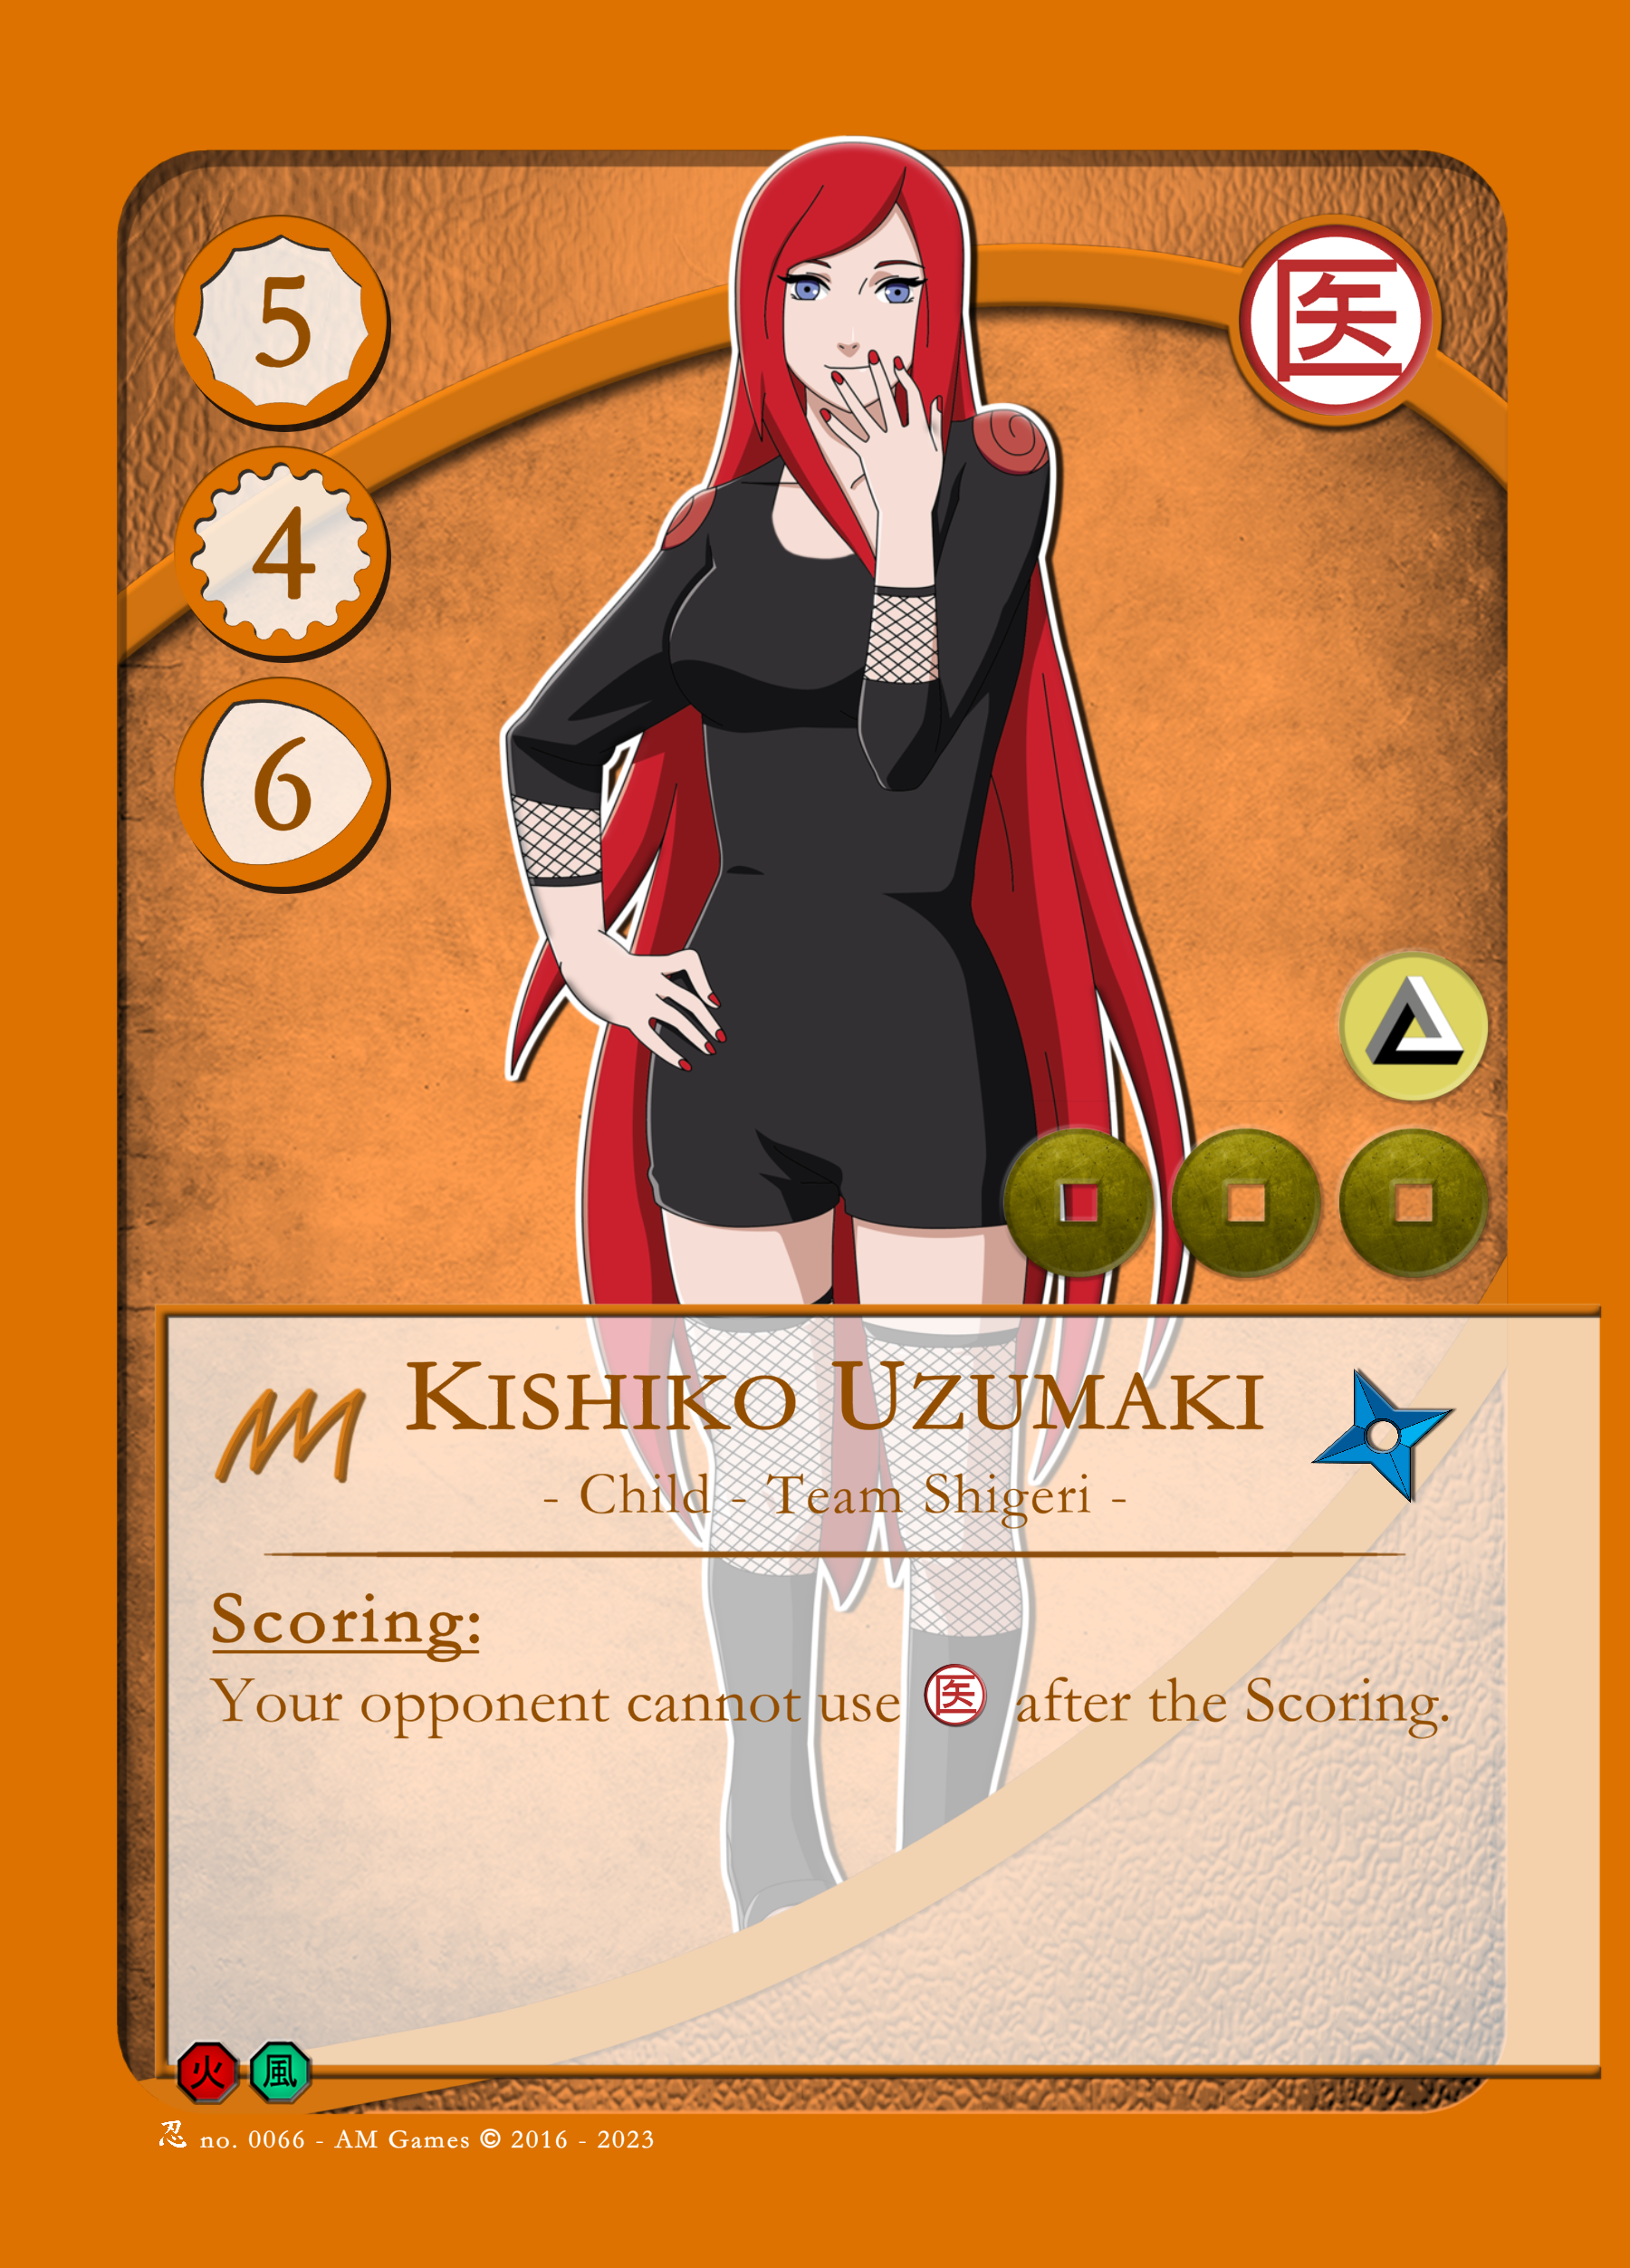 5
医
4
6
Kishiko Uzumaki
- Child - Team Shigeri -
Scoring:
Your opponent cannot use 医 after the Scoring.
火 風
忍 no. 0066 - AM Games © 2016 - 2023